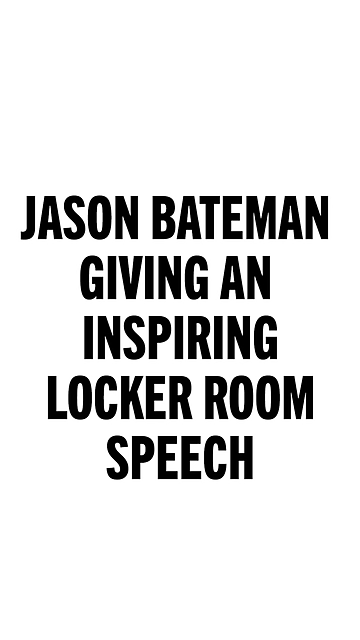 JASON BATEMAN
GIVING AN
INSPIRING
LOCKER ROOM
SPEECH